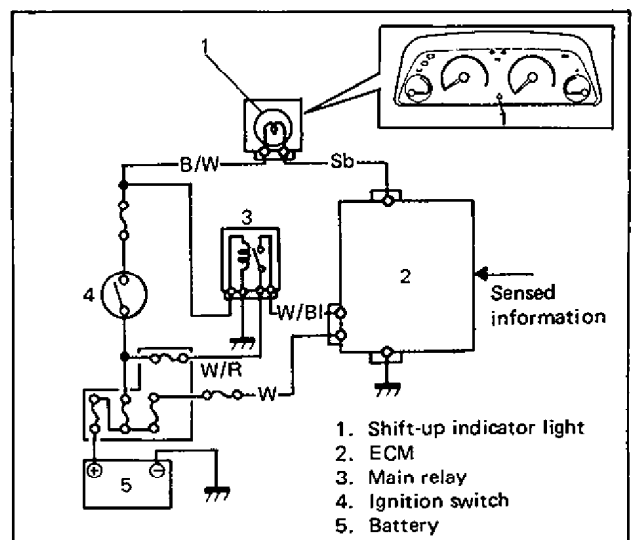 1
B/W
Sb
3
4
2
Sensed
information
W/Bl
W/R
W
5
1. Shift-up indicator light
2. ECM
3. Main relay
4. Ignition switch
5. Battery